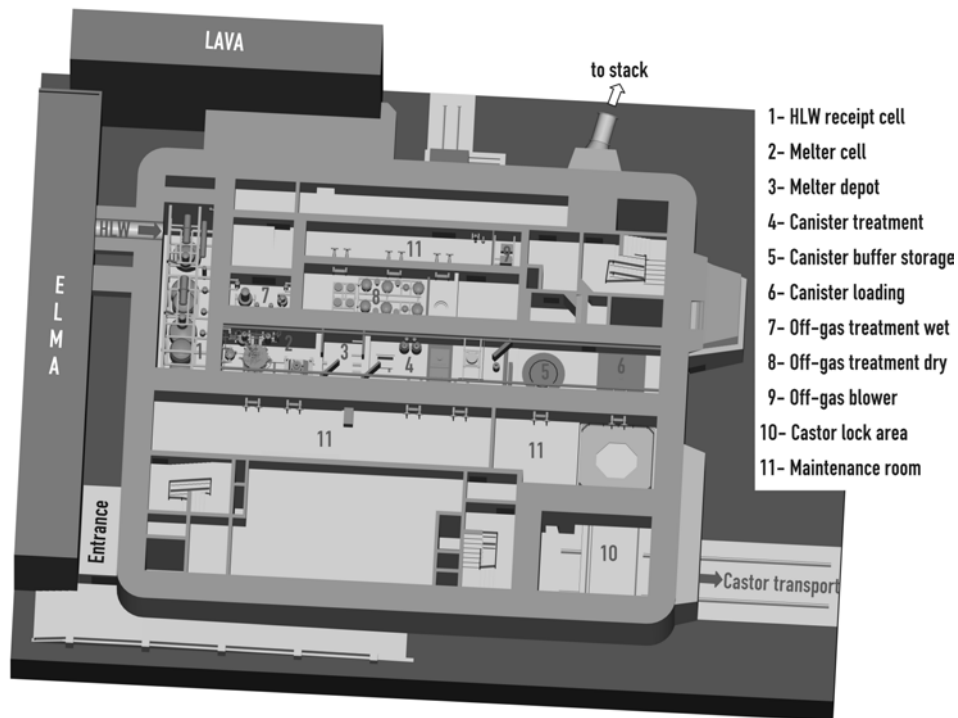 LAVA
to stack
1- HLW receipt cell
2- Melter cell
3- Melter depot
4- Canister treatment
5- Canister buffer storage
6- Canister loading
7- Off-gas treatment wet
8- Off-gas treatment dry
9- Off-gas blower
10- Castor lock area
11- Maintenance room
HLW
ELMA
11
7
8
1
2
3
4
5
6
11
11
10
Entrance
Castor transport